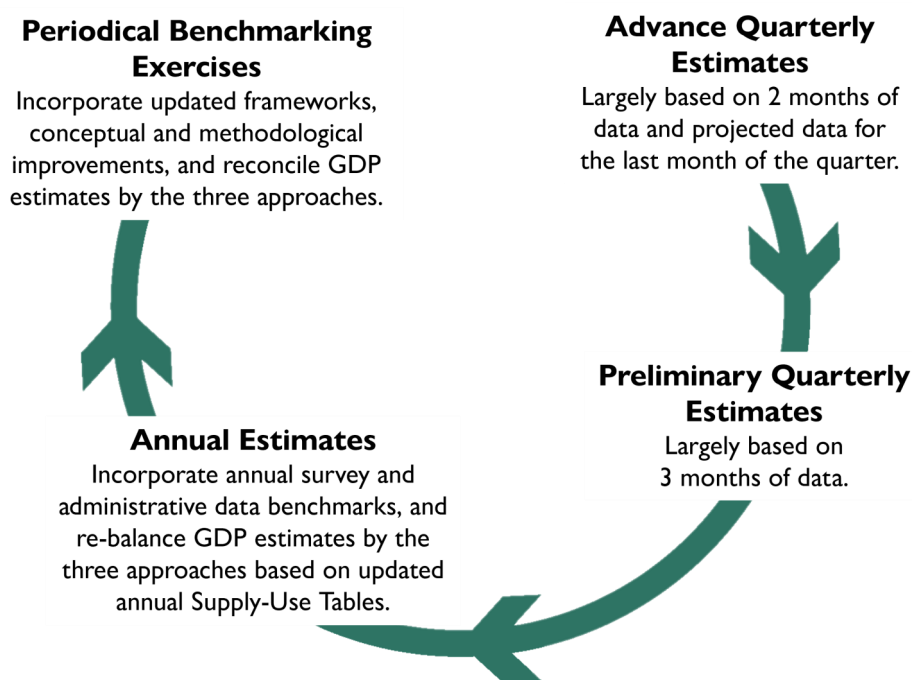 Periodical Benchmarking
Exercises
Incorporate updated frameworks,
conceptual and methodological
improvements, and reconcile GDP
estimates by the three approaches.
Advance Quarterly
Estimates
Largely based on 2 months of
data and projected data for
the last month of the quarter.
Preliminary Quarterly
Estimates
Largely based on
3 months of data.
Annual Estimates
Incorporate annual survey and
administrative data benchmarks, and
re-balance GDP estimates by the
three approaches based on updated
annual Supply-Use Tables.